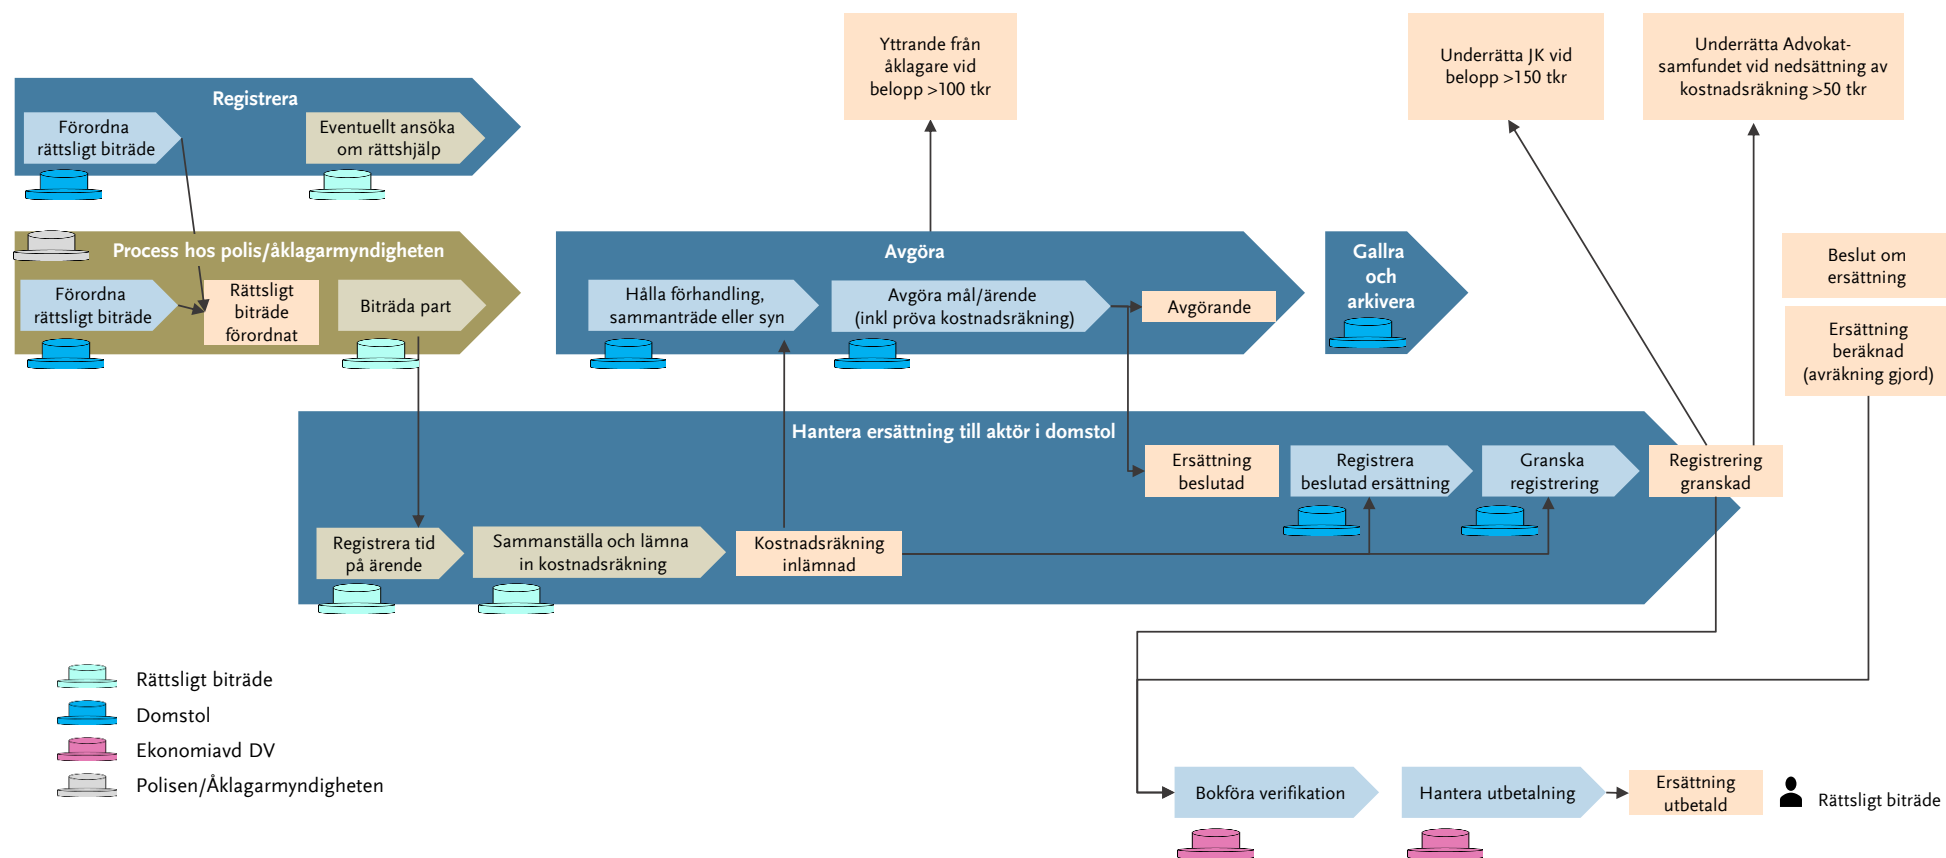 Yttrande från
åklagare vid
belopp >100 tkr
Underrätta JK vid
belopp >150 tkr
Underrätta Advokat-
samfundet vid nedsättning av
kostnadsräkning >50 tkr
Registrera
Förordna
rättsligt biträde
Eventuellt ansöka
om rättshjälp
Process hos polis/åklagarmyndigheten
Förordna
rättsligt biträde
Rättsligt
biträde
förordnat
Biträda part
Avgöra
Hålla förhandling,
sammanträde eller syn
Avgöra mål/ärende
(inkl pröva kostnadsräkning)
Avgörande
Gallra
och
arkivera
Beslut om
ersättning
Ersättning
beräknad
(avräkning gjord)
Hantera ersättning till aktör i domstol
Ersättning
beslutad
Registrera
beslutad ersättning
Granska
registrering
Registrering
granskad
Registrera tid
på ärende
Sammanställa och lämna
in kostnadsräkning
Kostnadsräkning
inlämnad
Rättsligt biträde
Domstol
Ekonomiavd DV
Polisen/Åklagarmyndigheten
Bokföra verifikation
Hantera utbetalning
Ersättning
utbetald
Rättsligt biträde